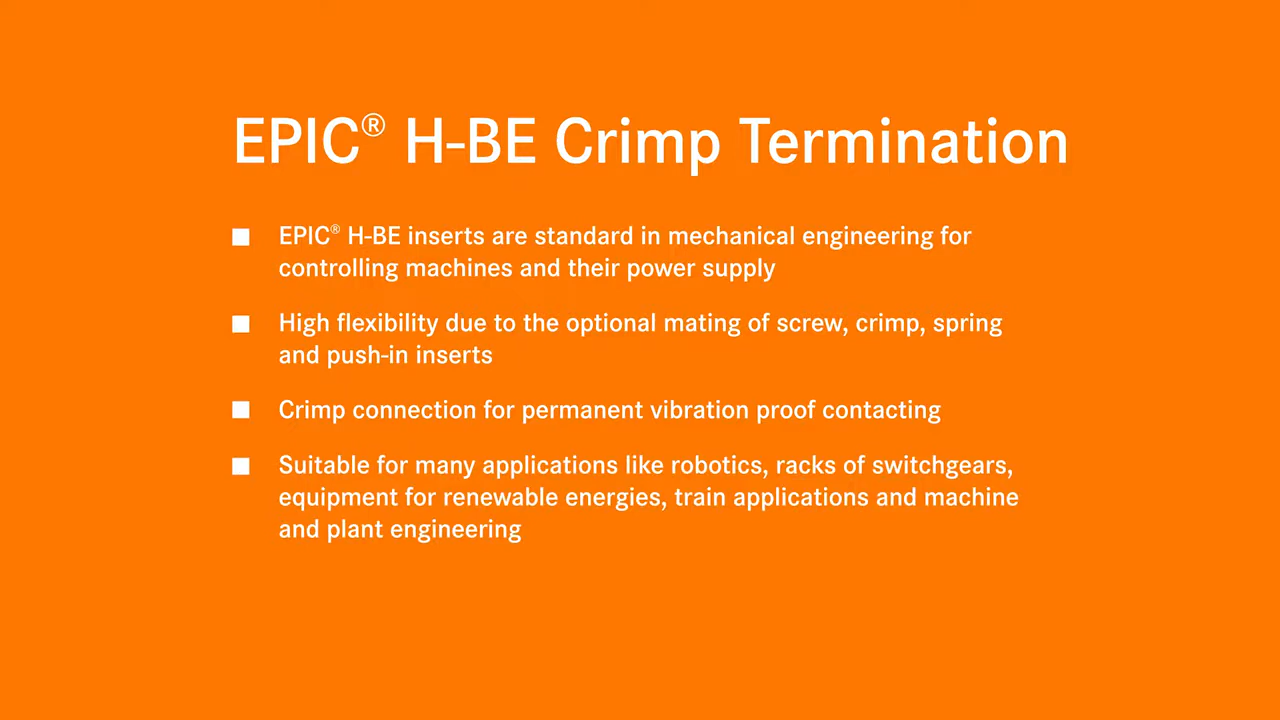 EPIC® H-BE Crimp Termination
EPIC® H-BE inserts are standard in mechanical engineering for
controlling machines and their power supply
High flexibility due to the optional mating of screw, crimp, spring
and push-in inserts
Crimp connection for permanent vibration proof contacting
Suitable for many applications like robotics, racks of switchgears,
equipment for renewable energies, train applications and machine
and plant engineering